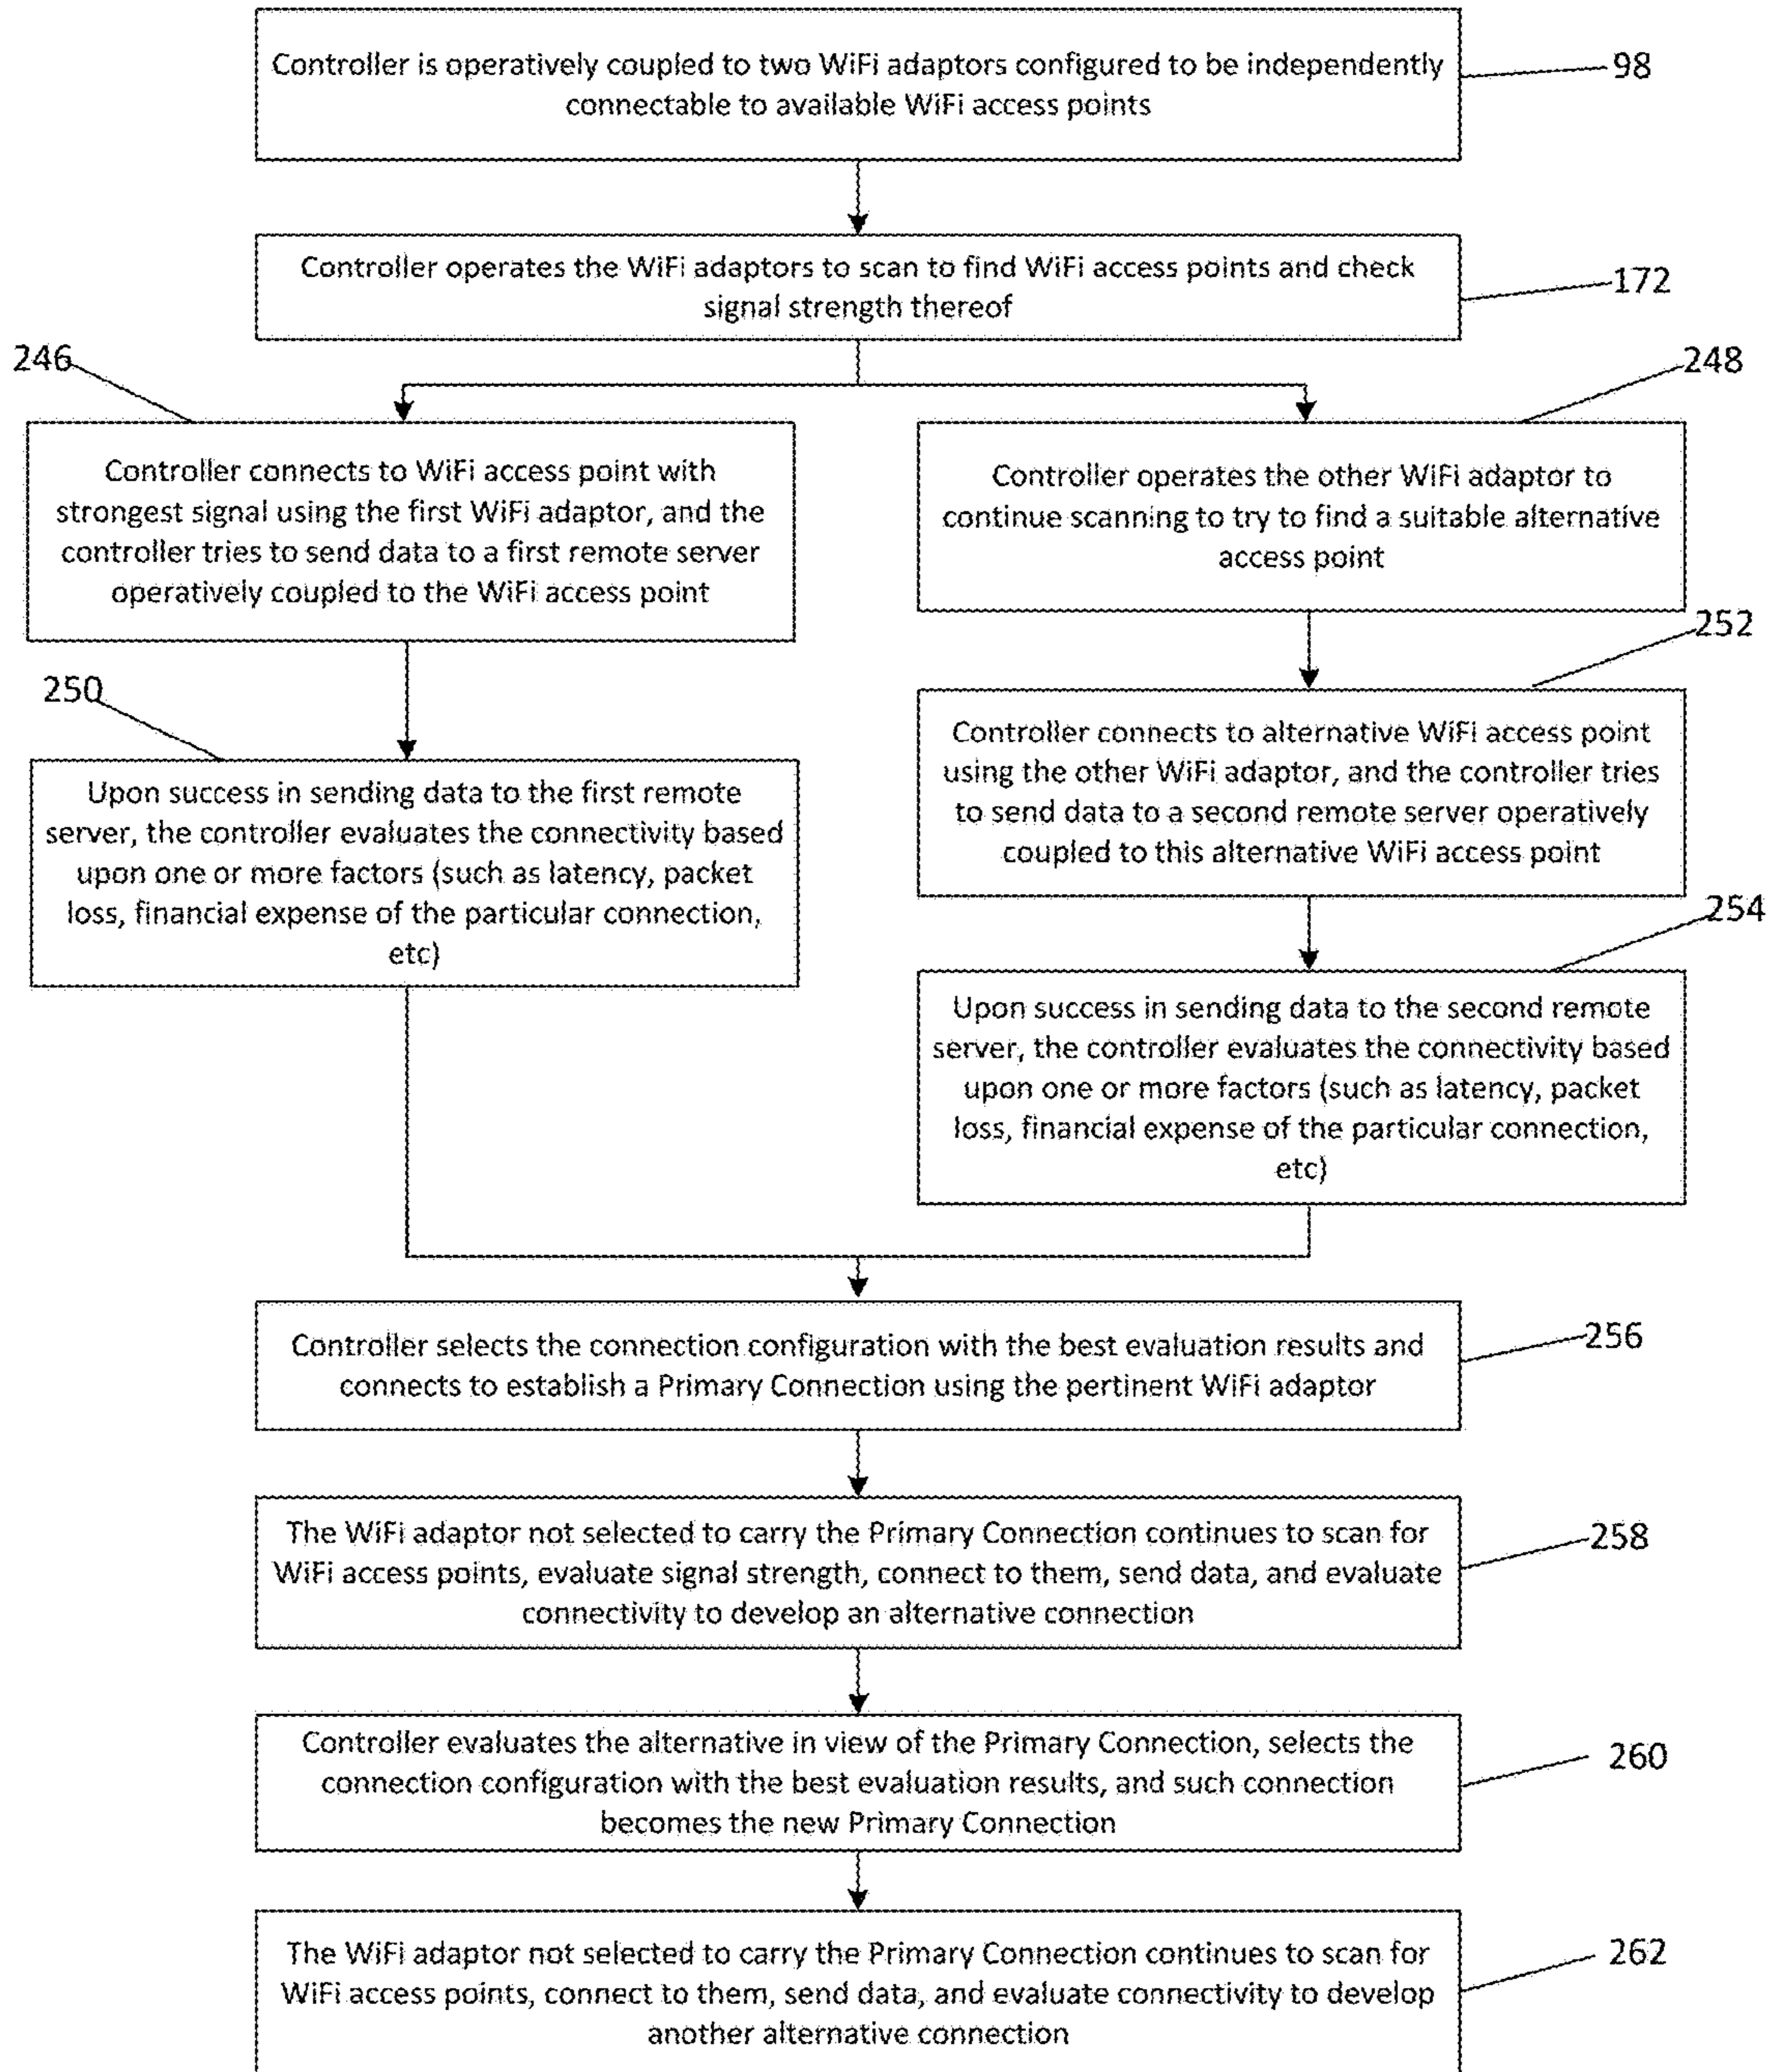 Controller is operatively coupled to two WiFi adaptors configured to be independently
connectable to available WiFi access points
98
Controller operates the WiFi adaptors to scan to find WiFi access points and check
signal strength thereof
172
246
248
Controller connects to WiFi access point with
strongest signal using the first WiFi adaptor, and the
controller tries to send data to a first remote server
operatively coupled to the WiFi access point
Controller operates the other WiFi adaptor to
continue scanning to try to find a suitable alternative
access point
250
252
Upon success in sending data to the first remote
server, the controller evaluates the connectivity based
upon one or more factors (such as latency, packet
loss, financial expense of the particular connection,
etc)
Controller connects to alternative WiFi access point
using the other WiFi adaptor, and the controller tries
to send data to a second remote server operatively
coupled to this alternative WiFi access point
254
Upon success in sending data to the second remote
server, the controller evaluates the connectivity based
upon one or more factors (such as latency, packet
loss, financial expense of the particular connection,
etc)
Controller selects the connection configuration with the best evaluation results and
connects to establish a Primary Connection using the pertinent WiFi adaptor
256
The WiFi adaptor not selected to carry the Primary Connection continues to scan for
WiFi access points, evaluate signal strength, connect to them, send data, and evaluate
connectivity to develop an alternative connection
258
Controller evaluates the alternative in view of the Primary Connection, selects the
connection configuration with the best evaluation results, and such connection
becomes the new Primary Connection
260
The WiFi adaptor not selected to carry the Primary Connection continues to scan for
WiFi access points, connect to them, send data, and evaluate connectivity to develop
another alternative connection
262